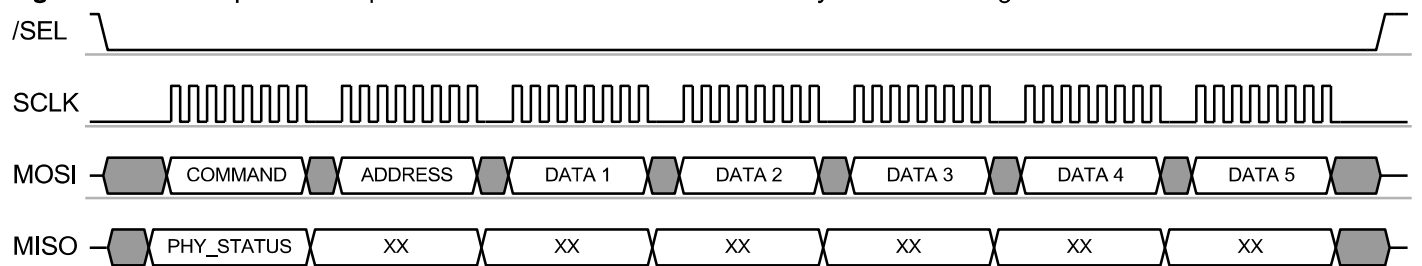 /SEL
SCLK
MOSI COMMAND ADDRESS DATA 1 DATA 2 DATA 3 DATA 4 DATA 5
MISO PHY_STATUS XX XX XX XX XX XX